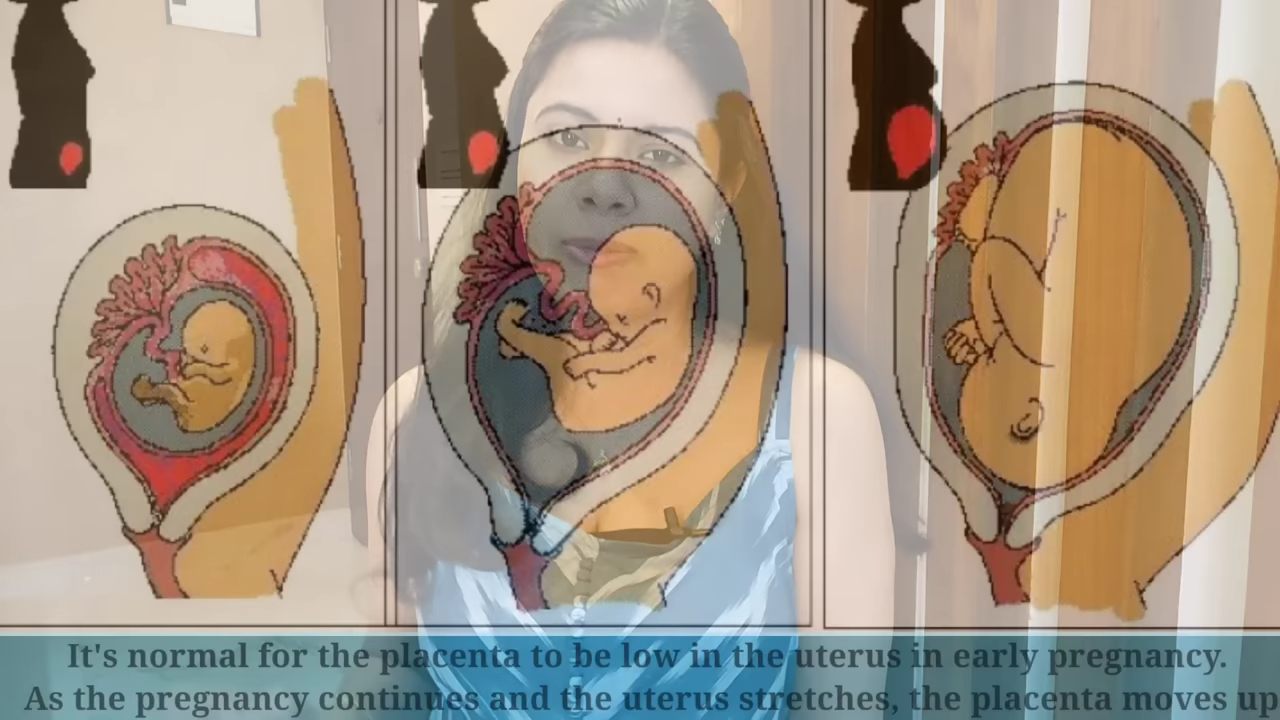 It's normal for the placenta to be low in the uterus in early pregnancy.
As the pregnancy continues and the uterus stretches, the placenta moves up